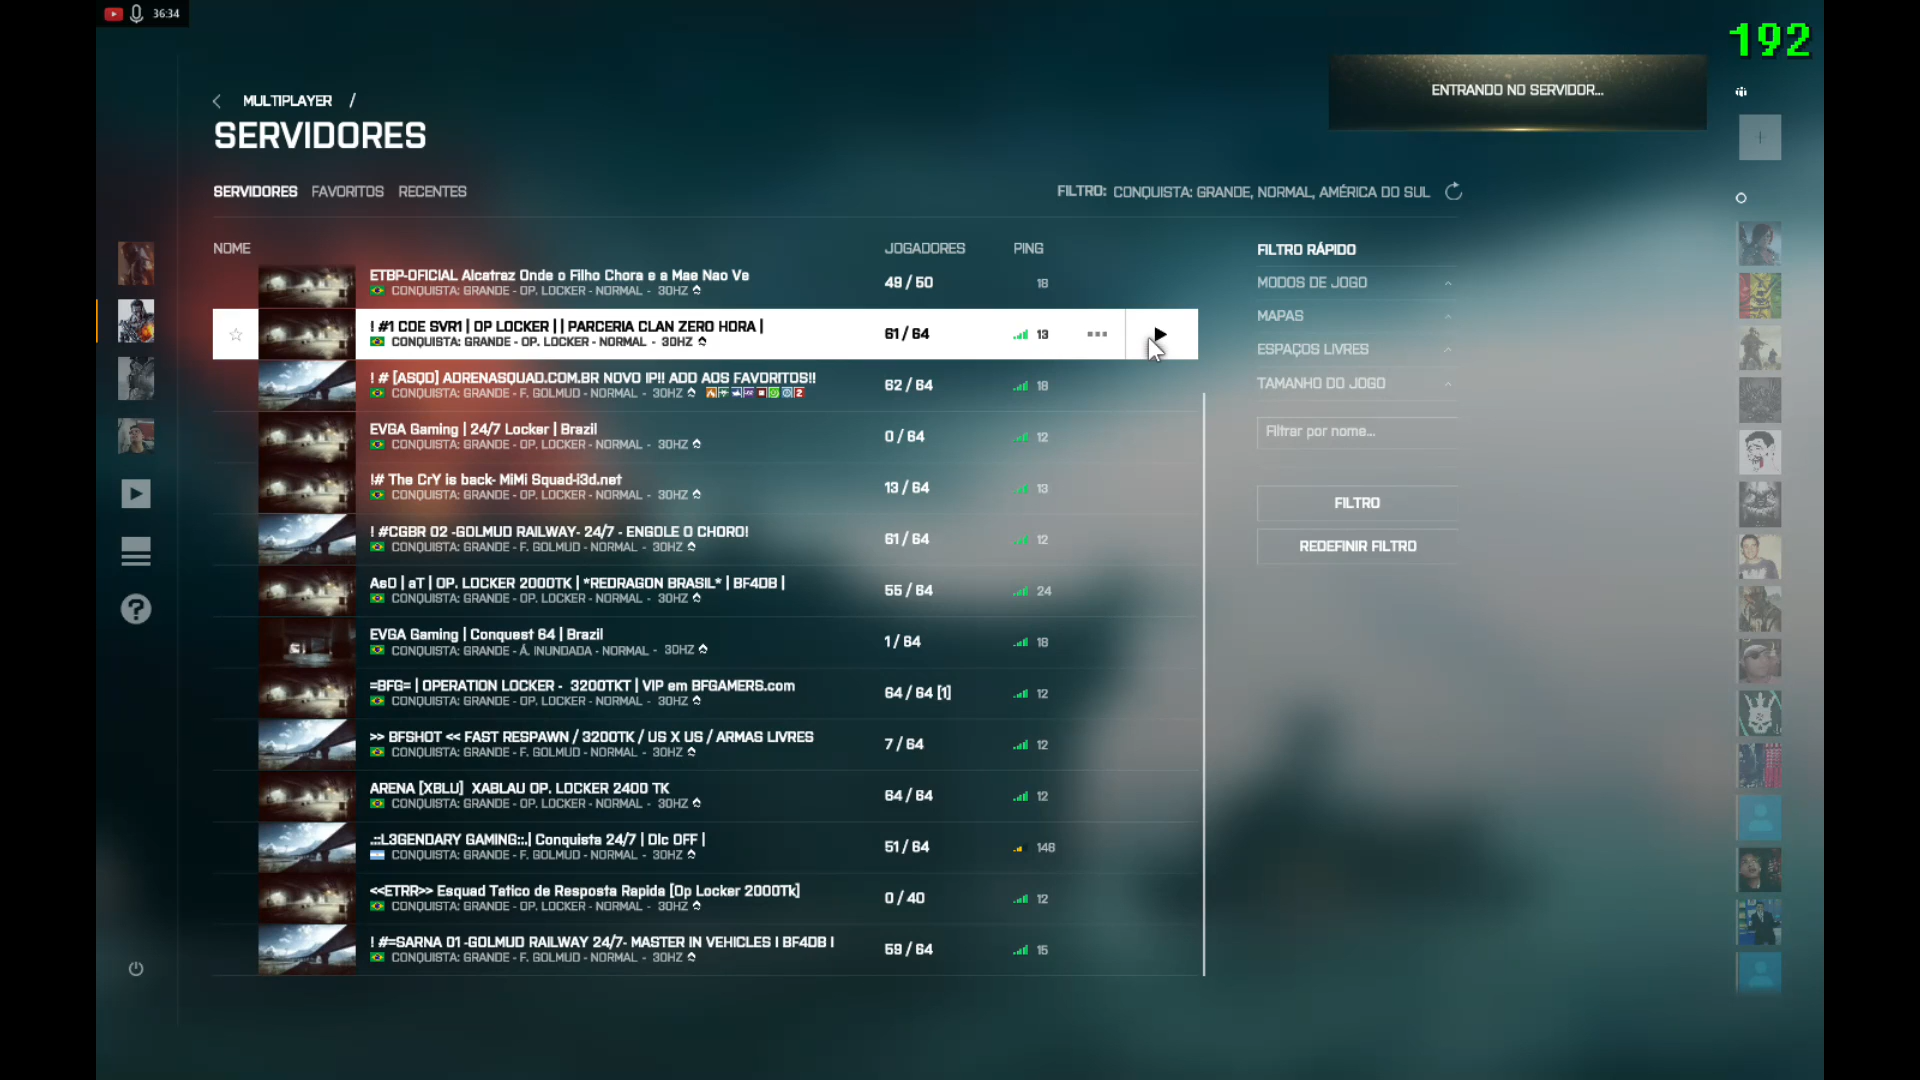 36:34
192
ENTRANDO NO SERVIDOR...
MULTIPLAYER /
SERVIDORES
SERVIDORES FAVORITOS RECENTES
FILTRO: CONQUISTA: GRANDE, NORMAL, AMÉRICA DO SUL
NOME JOGADORES PING
ETBP-OFICIAL Alcatraz Onde o Filho Chora e a Mae Nao Ve
CONQUISTA: GRANDE - OP. LOCKER - NORMAL - 30HZ
49 / 50 18
! #1 CDE SVR1 | OP LOCKER | | PARCERIA CLAN ZERO HORA |
CONQUISTA: GRANDE - OP. LOCKER - NORMAL - 30HZ
61 / 64 13
! # [ASQD] ADRENASQUAD.COM.BR NOVO IP!! ADD AOS FAVORITOS!!
CONQUISTA: GRANDE - F. GOLMUD - NORMAL - 30HZ
62 / 64 18
EVGA Gaming | 24/7 Locker | Brazil
CONQUISTA: GRANDE - OP. LOCKER - NORMAL - 30HZ
0 / 64 12
!# The CrY is back- MiMi Squad-i3d.net
CONQUISTA: GRANDE - OP. LOCKER - NORMAL - 30HZ
13 / 64 13
! #CGBR 02 -GOLMUD RAILWAY- 24/7 - ENGOLE O CHORO!
CONQUISTA: GRANDE - F. GOLMUD - NORMAL - 30HZ
61 / 64 12
AsO | aT | OP. LOCKER 2000TK | *REDRAGON BRASIL* | BF4DB |
CONQUISTA: GRANDE - OP. LOCKER - NORMAL - 30HZ
55 / 64 24
EVGA Gaming | Conquest 64 | Brazil
CONQUISTA: GRANDE - Á. INUNDADA - NORMAL - 30HZ
1 / 64 18
=BFG= | OPERATION LOCKER - 3200TKT | VIP em BFGAMERS.com
CONQUISTA: GRANDE - OP. LOCKER - NORMAL - 30HZ
64 / 64 [1] 12
>> BFSHOT << FAST RESPAWN / 3200TK / US X US / ARMAS LIVRES
CONQUISTA: GRANDE - F. GOLMUD - NORMAL - 30HZ
7 / 64 12
ARENA [XBLU] XABLAU OP. LOCKER 2400 TK
CONQUISTA: GRANDE - OP. LOCKER - NORMAL - 30HZ
64 / 64 12
.::L3GENDARY GAMING::.| Conquista 24/7 | Dlc OFF |
CONQUISTA: GRANDE - F. GOLMUD - NORMAL - 30HZ
51 / 64 148
<<ETRR>> Esquad Tatico de Resposta Rapida [Op Locker 2000Tk]
CONQUISTA: GRANDE - OP. LOCKER - NORMAL - 30HZ
0 / 40 12
! #=SARNA 01 -GOLMUD RAILWAY 24/7- MASTER IN VEHICLES I BF4DB I
CONQUISTA: GRANDE - F. GOLMUD - NORMAL - 30HZ
59 / 64 15
FILTRO RÁPIDO
MODOS DE JOGO
MAPAS
ESPAÇOS LIVRES
TAMANHO DO JOGO
Filtrar por nome...
FILTRO
REDEFINIR FILTRO